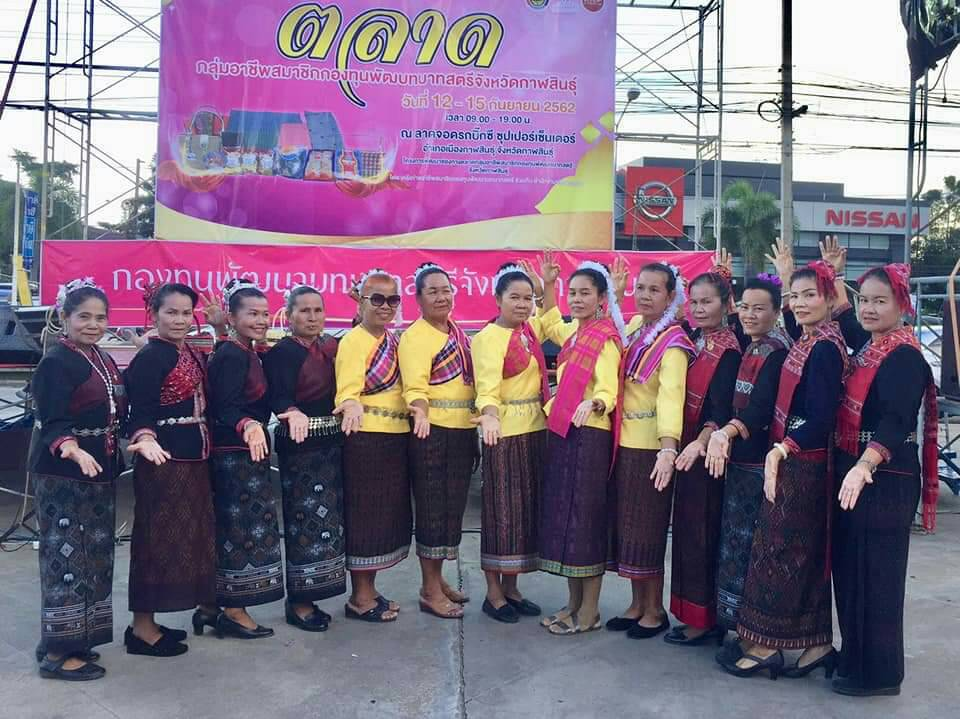 ตลาด
กลุ่มอาชีพสมาชิกกองทุนพัฒนาบทบาทสตรีจังหวัดกาฬสินธุ์
วันที่ 12 - 15 กันยายน 2562
เวลา 09.00 - 19.00 น.
ณ ลานจอดรถบิ๊กซี ซุปเปอร์เซ็นเตอร์
อำเภอเมืองกาฬสินธุ์ จังหวัดกาฬสินธุ์
กองทุนพัฒนาบทบาทสตรีจังหวัด
NISSAN
NISSAN